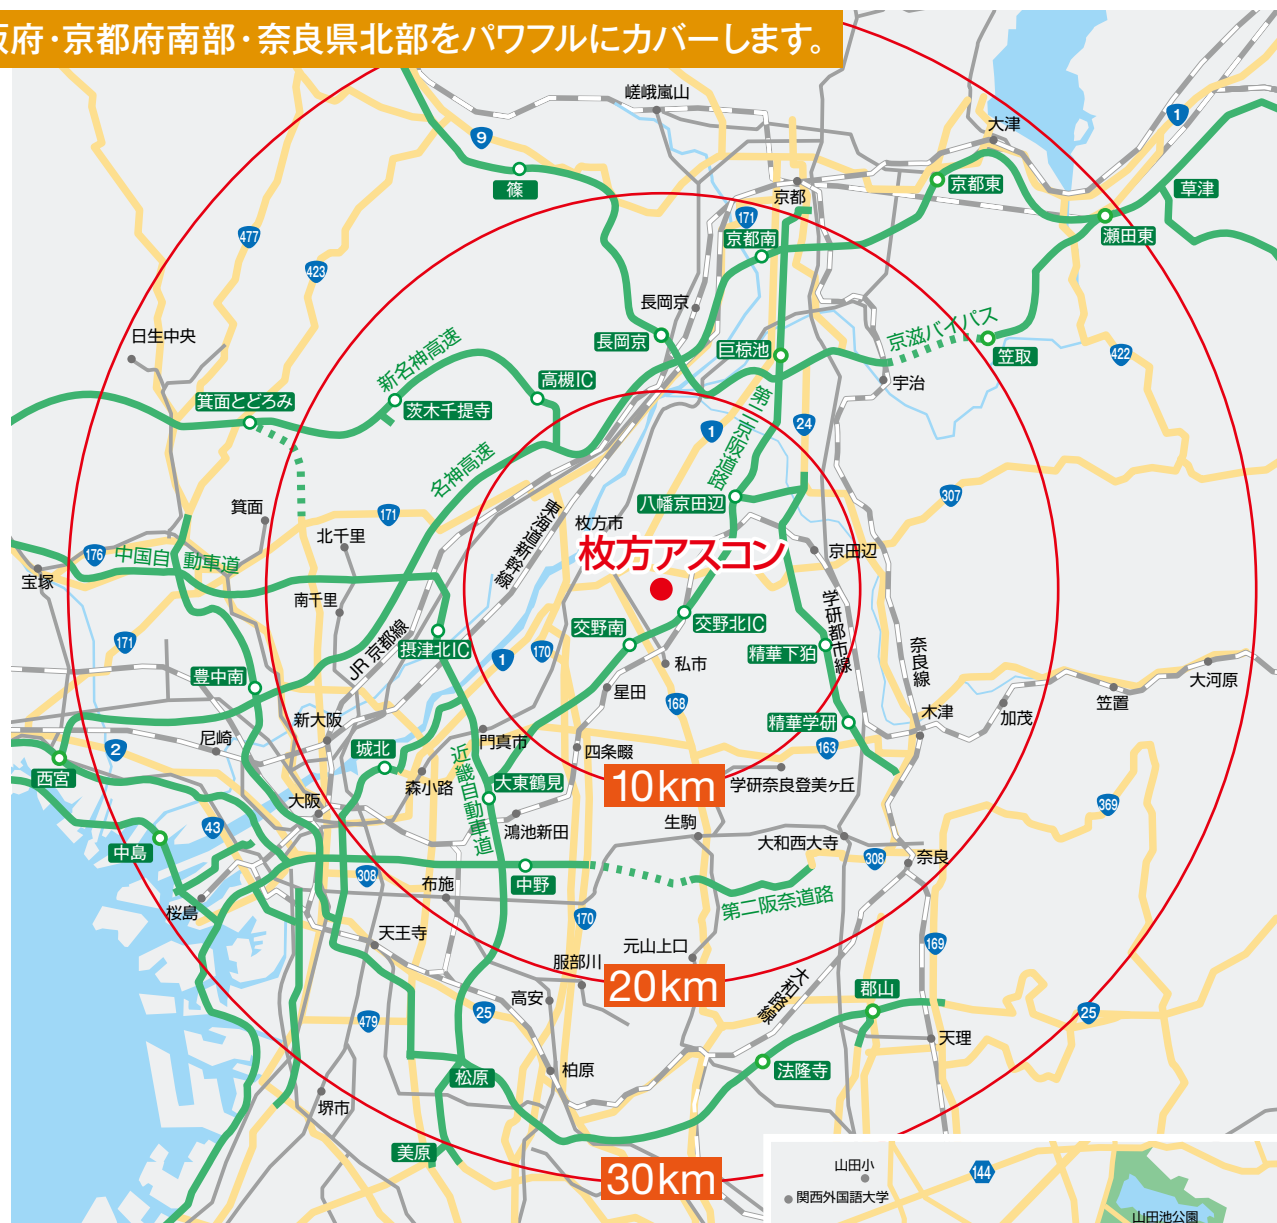 阪府・京都府南部・奈良県北部をパワフルにカバーします。
嵯峨嵐山
大津
1
9
篠
京都
京都東
草津
477
171
京都南
瀬田東
423
長岡京
日生中央
新名神高速
長岡京
巨椋池
京滋バイパス
笠取
422
高槻IC
宇治
箕面とどろみ
茨木千提寺
第二京阪道路
1
24
名神高速
八幡京田辺
307
箕面
171
東海道新幹線
枚方市
北千里
京田辺
176
中国自動車道
枚方アスコン
宝塚
南千里
学研都市線
171
JR京都線
摂津北IC
交野南
交野北IC
1
170
精華下狛
奈良線
豊中南
私市
大河原
星田
168
笠置
新大阪
精華学研
木津
加茂
2
尼崎
城北
門真市
四条畷
163
西宮
森小路
近畿自動車道
大東鶴見
10km
学研奈良登美ヶ丘
大阪
369
43
鴻池新田
生駒
大和西大寺
中島
308
中野
308
奈良
布施
第二阪奈道路
桜島
170
天王寺
元山上口
169
服部川
20km
大和路線
郡山
高安
479
25
25
天理
松原
柏原
法隆寺
堺市
美原
30km
山田小
144
関西外国語大学
山田池公園